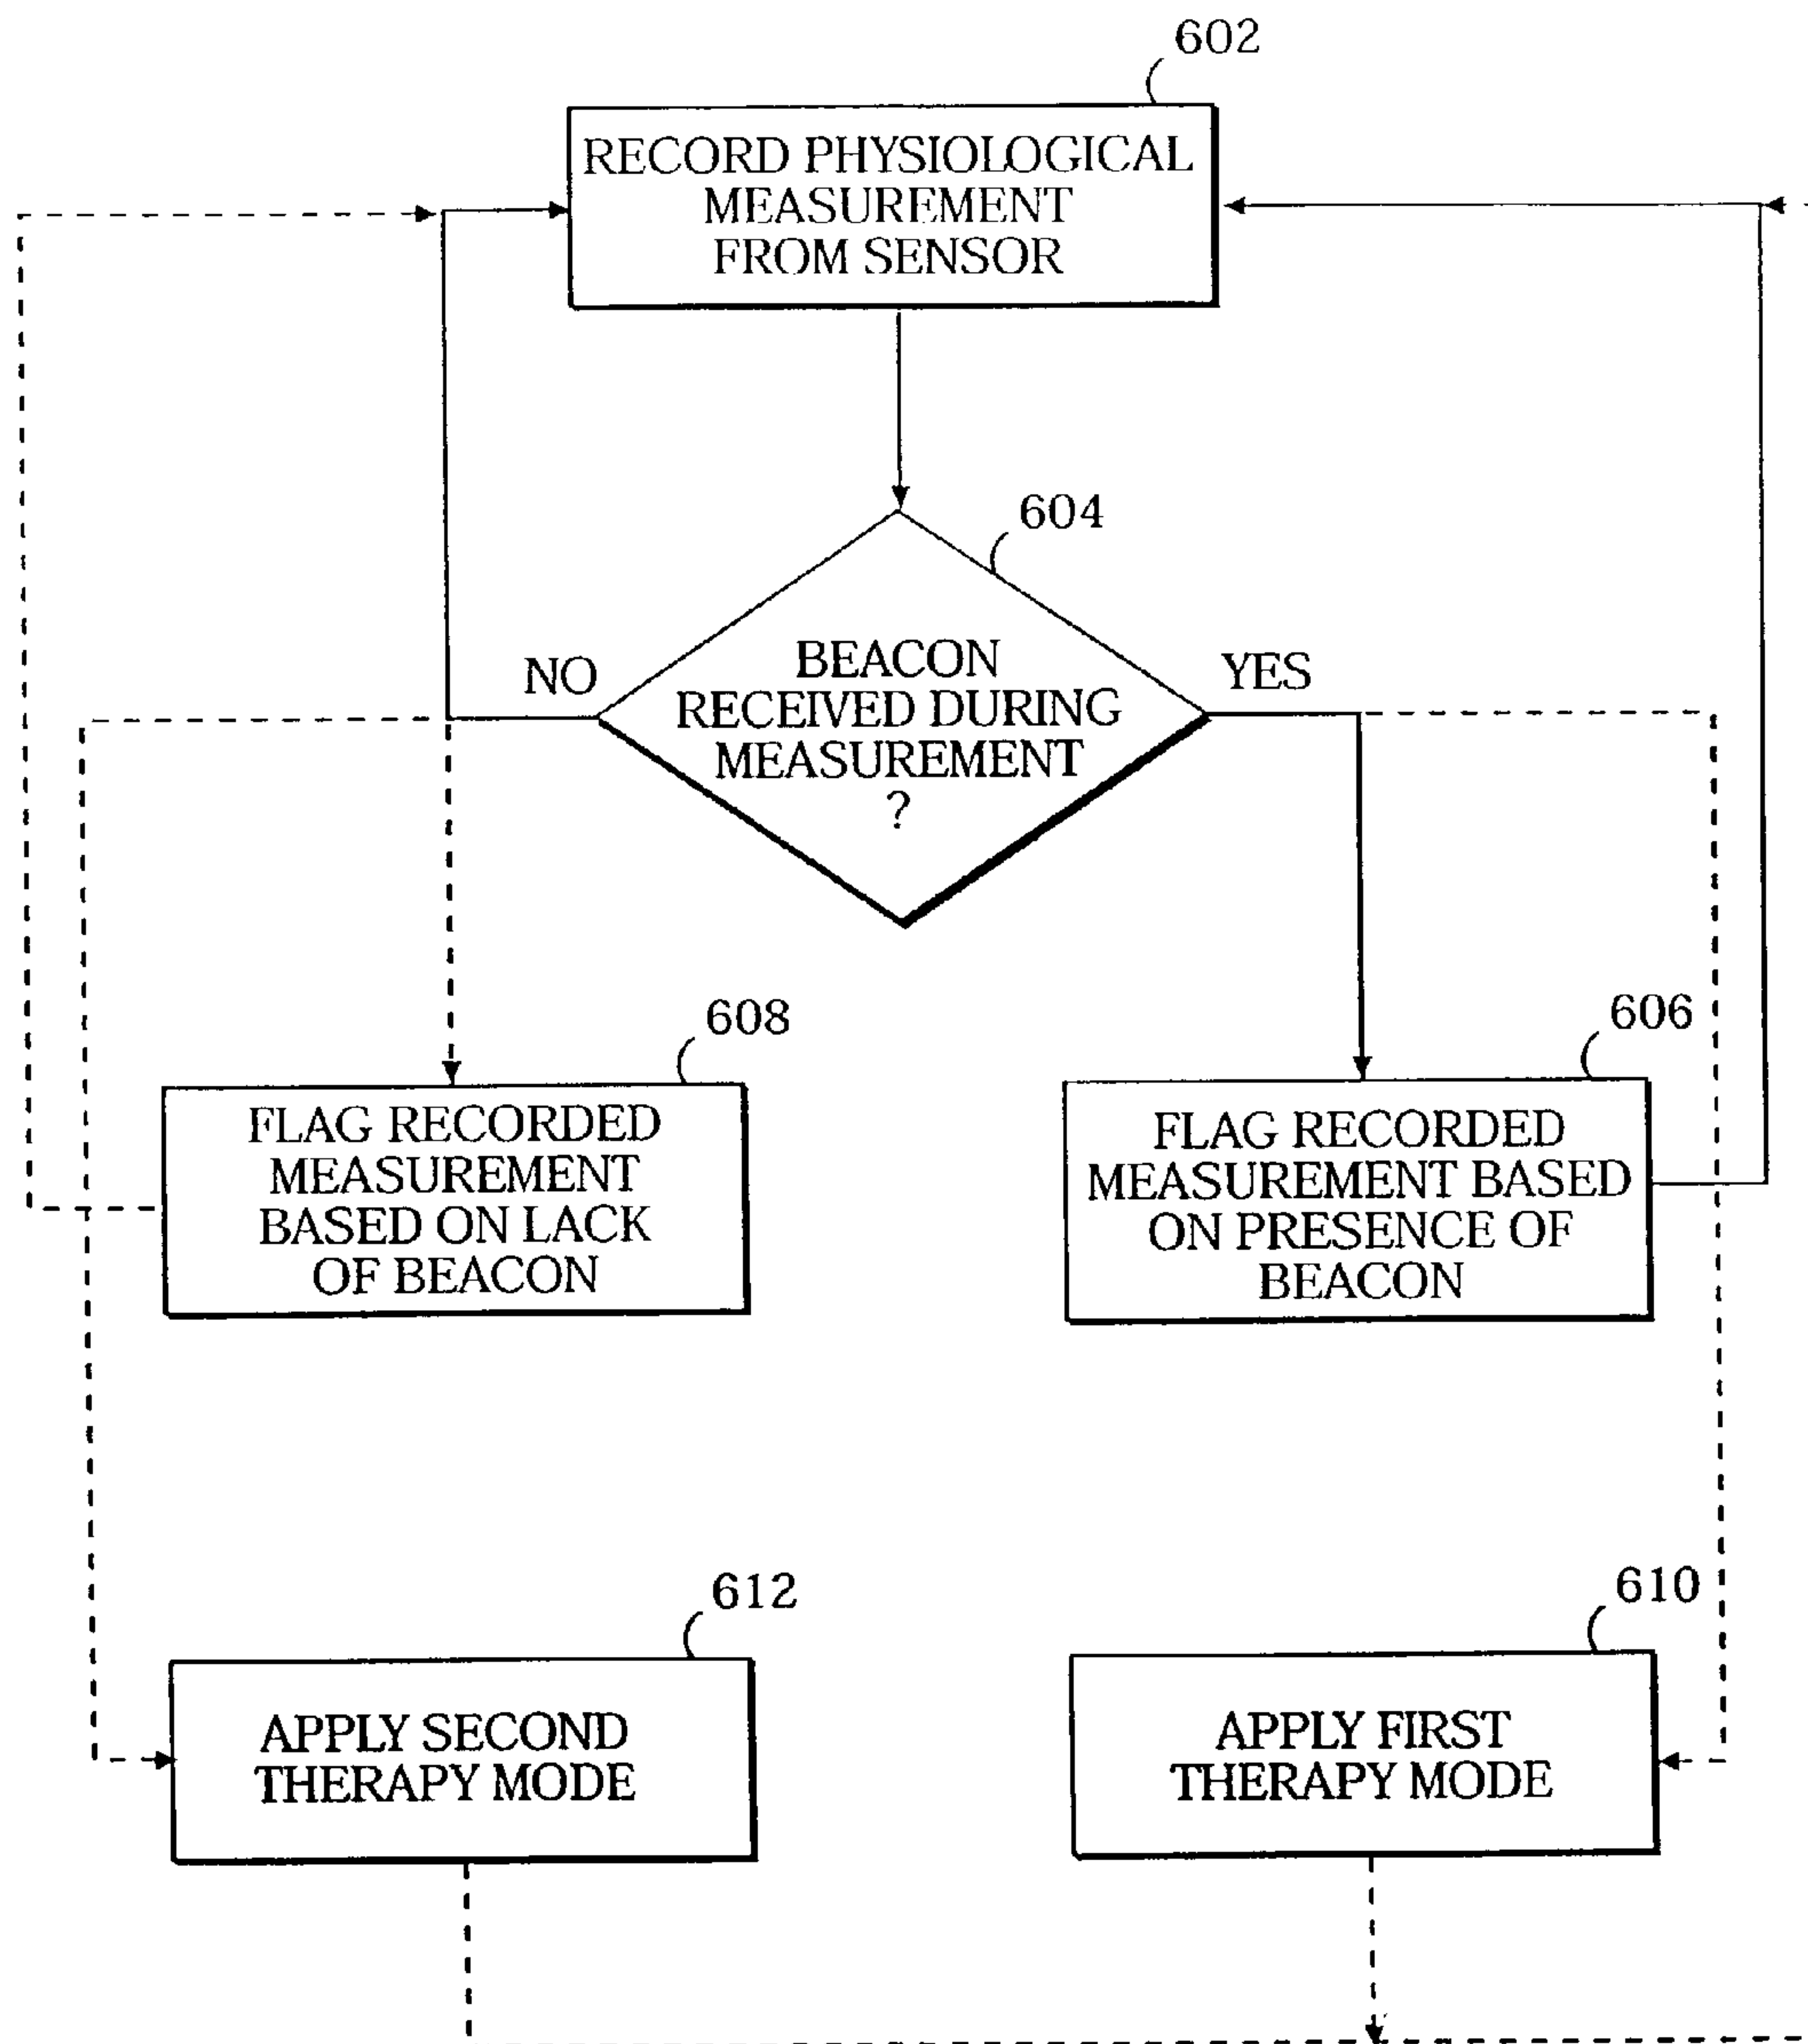 602
RECORD PHYSIOLOGICAL
MEASUREMENT
FROM SENSOR
604
NO
BEACON
RECEIVED DURING
MEASUREMENT
?
YES
608
FLAG RECORDED
MEASUREMENT
BASED ON LACK
OF BEACON
606
FLAG RECORDED
MEASUREMENT BASED
ON PRESENCE OF
BEACON
612
APPLY SECOND
THERAPY MODE
610
APPLY FIRST
THERAPY MODE